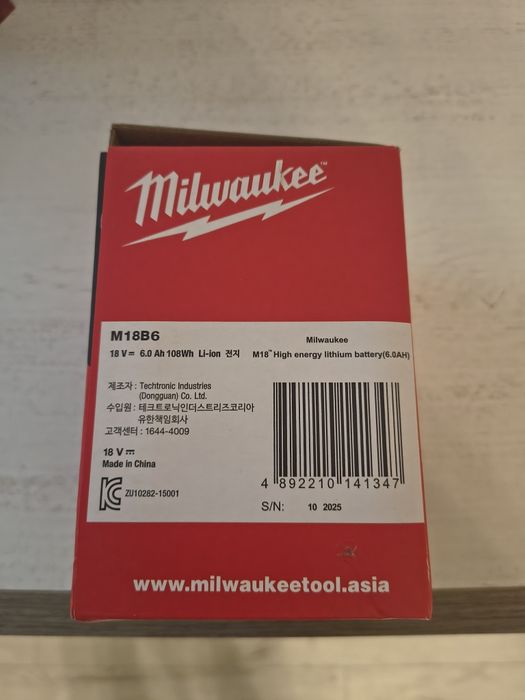 Milwaukee™
M18B6
18 V⎓ 6.0 Ah 108Wh Li-ion 전지
Milwaukee
M18™ High energy lithium battery(6.0AH)
제조자 : Techtronic Industries
(Dongguan) Co. Ltd.
수입원 : 테크트로닉인더스트리즈코리아
유한책임회사
고객센터 : 1644-4009
18 V⎓
Made in China
ZU10282-15001
4 892210 141347
S/N: 10 2025
www.milwaukeetool.asia